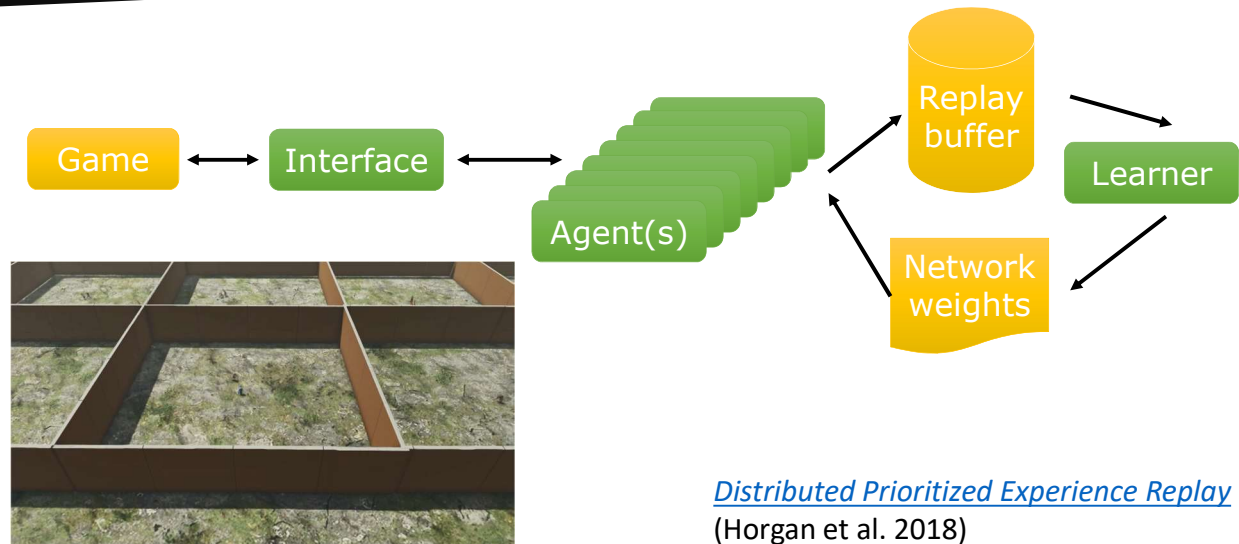 Game
Interface
Agent(s)
Replay
buffer
Learner
Network
weights
Distributed Prioritized Experience Replay
(Horgan et al. 2018)